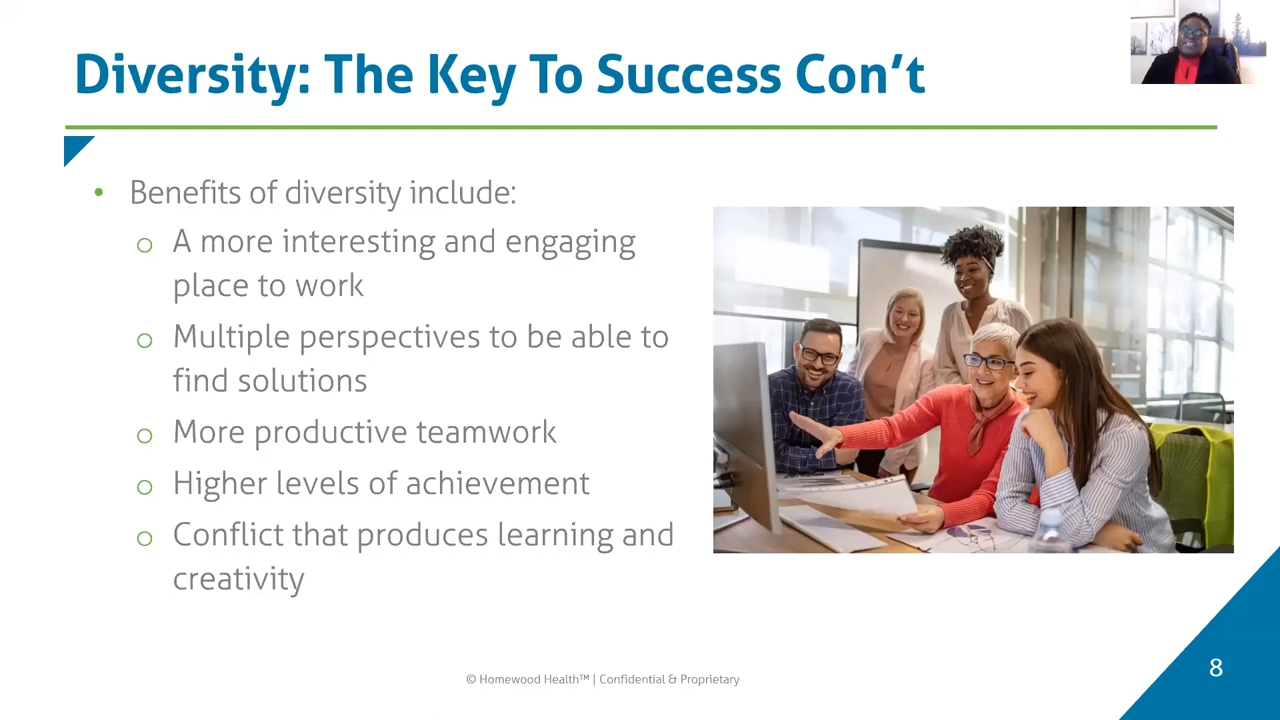 Diversity: The Key To Success Con’t
• Benefits of diversity include:
o A more interesting and engaging
place to work
o Multiple perspectives to be able to
find solutions
o More productive teamwork
o Higher levels of achievement
o Conflict that produces learning and
creativity
© Homewood Health™ | Confidential & Proprietary
8